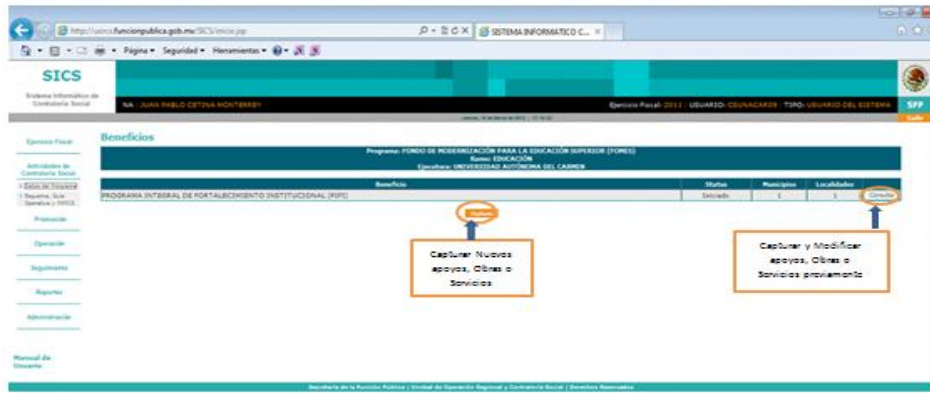 http://
.funcionpublica.gob.mx/SICS/inicio.jsp
SISTEMA INFORMATICO C...
Página Seguridad Herramientas
SICS
Sistema Informático de
Contraloría Social
NA : JUAN PABLO CETINA MONTERREY
Ejercicio Fiscal: 2011 | USUARIO: | TIPO: USUARIO DEL SISTEMA
SFP
Salir
Ejercicio Fiscal
Beneficios
Programa: FONDO DE MODERNIZACIÓN PARA LA EDUCACIÓN SUPERIOR (FOMES)
Ramo: EDUCACIÓN
Ejecutora: UNIVERSIDAD AUTÓNOMA DEL CARMEN
Actividades de
Contraloría Social
Beneficio Status Municipios Localidades
PROGRAMA INTEGRAL DE FORTALECIMIENTO INSTITUCIONAL (PIFI) Iniciado 1 1 Consulta
Promoción
Operación
Seguimiento
Reportes
Administración
Capturar Nuevos
apoyos, Obras o
Servicios
Capturar y Modificar
apoyos, Obras o
Servicios previamente
Manual de
Usuario
Secretaría de la Función Pública | Unidad de Operación Regional y Contraloría Social | Derechos Reservados